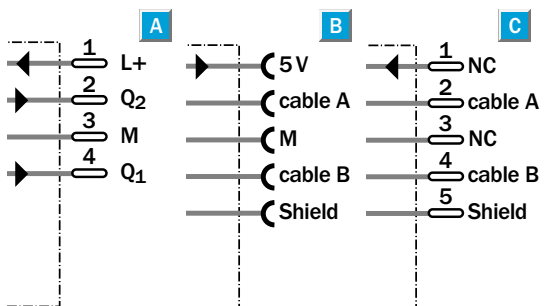 A
1 L+
2 Q2
3 M
4 Q1
B
5 V
cable A
M
cable B
Shield
C
1 NC
2 cable A
3 NC
4 cable B
5 Shield